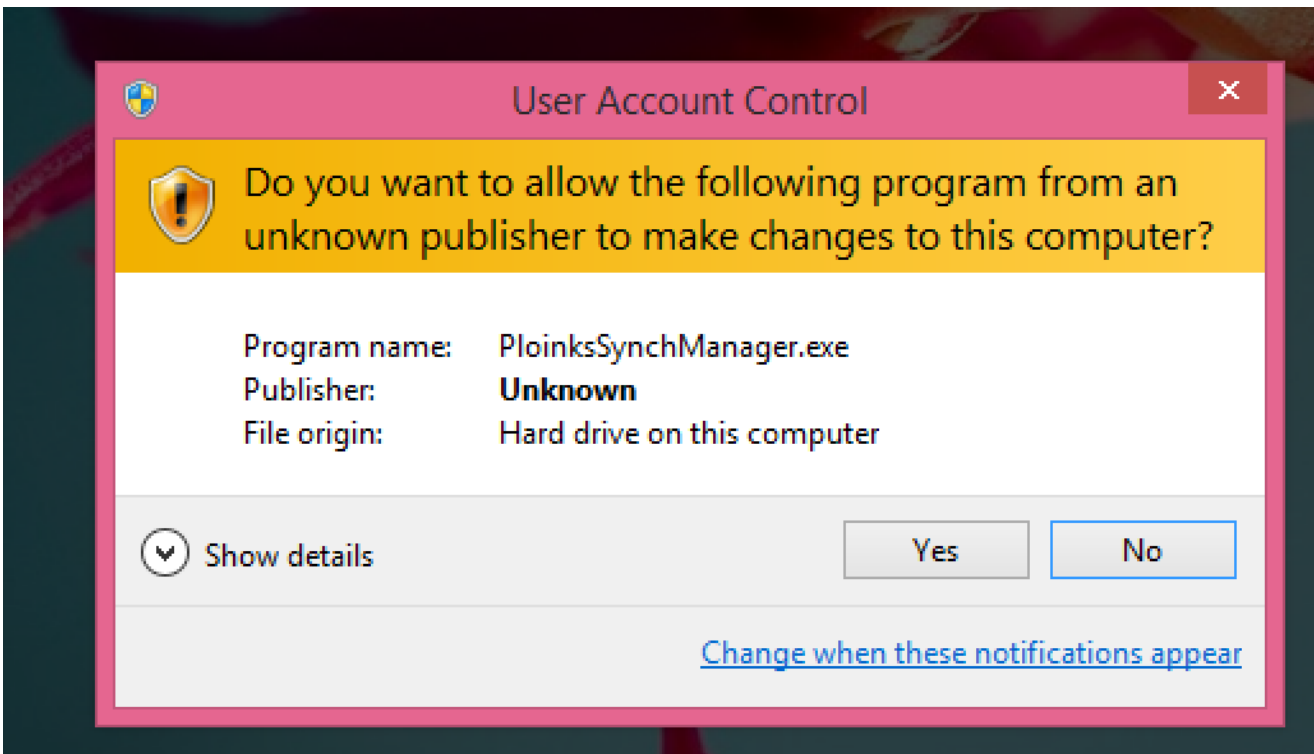 User Account Control
Do you want to allow the following program from an
unknown publisher to make changes to this computer?
Program name: PloinksSynchManager.exe
Publisher: Unknown
File origin: Hard drive on this computer
Show details
Yes
No
Change when these notifications appear